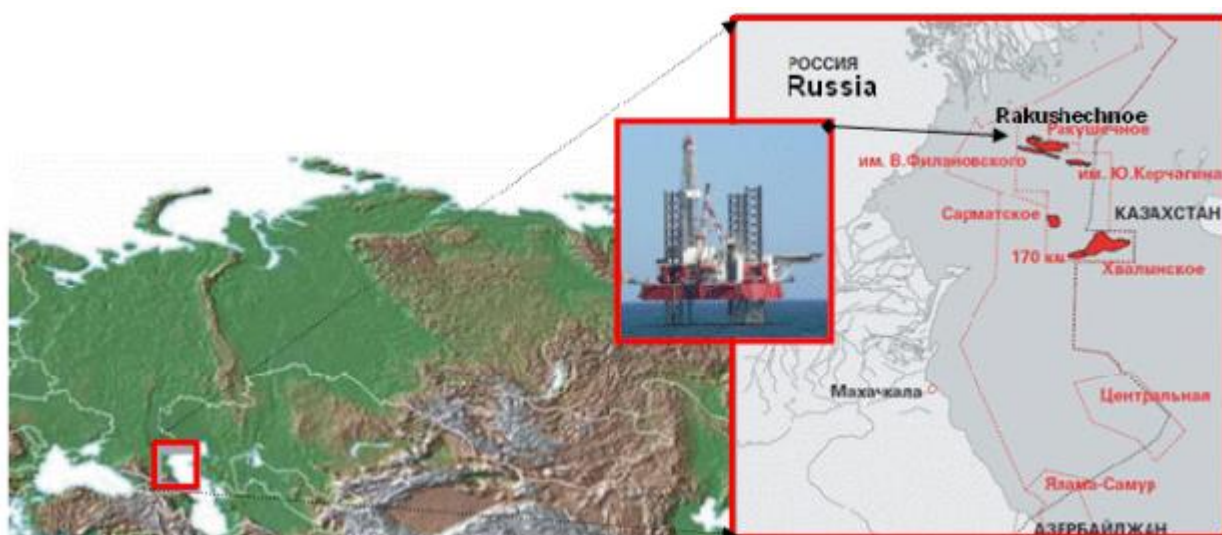 РОССИЯ
Russia
Rakushechnoe
Ракушечное
им. В.Филановского
им. Ю.Корчагина
Сарматское
КАЗАХСТАН
170 км
Хвалынское
Махачкала
Центральная
Ялама-Самур
АЗЕРБАЙДЖАН